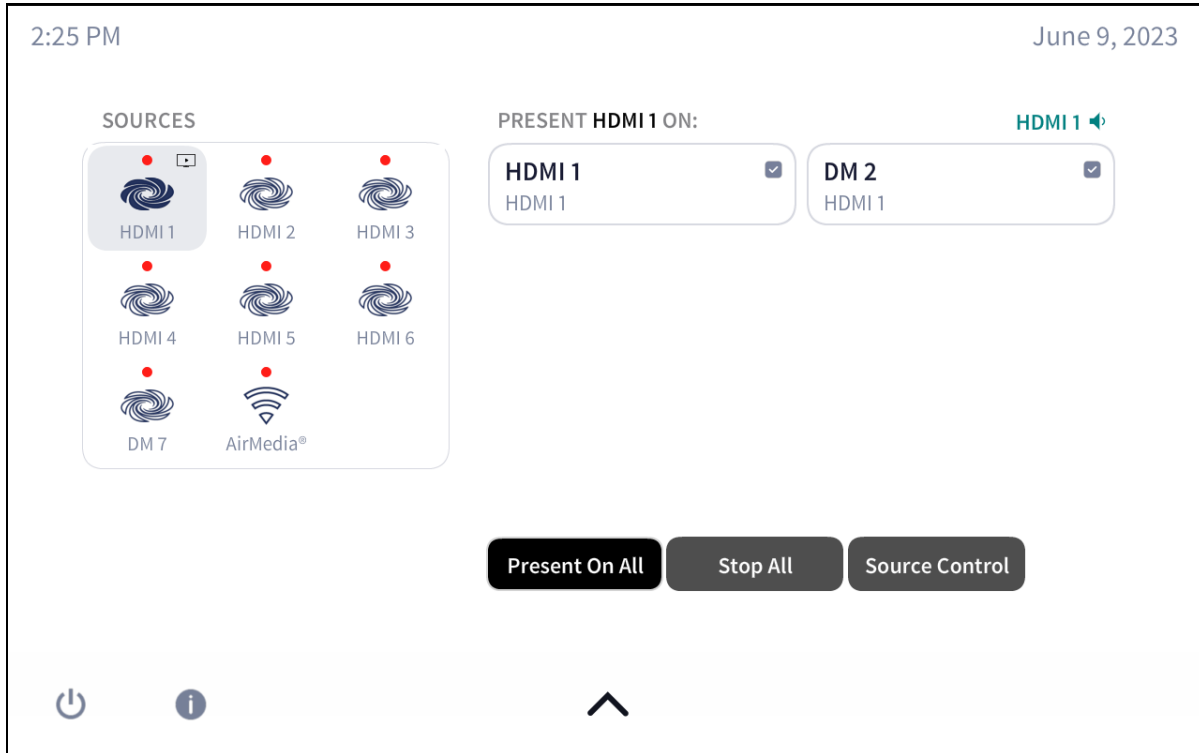 2:25 PM
June 9, 2023
SOURCES
HDMI 1
HDMI 2
HDMI 3
HDMI 4
HDMI 5
HDMI 6
DM 7
AirMedia®
PRESENT HDMI 1 ON:
HDMI 1
HDMI 1
HDMI 1
DM 2
HDMI 1
Present On All
Stop All
Source Control